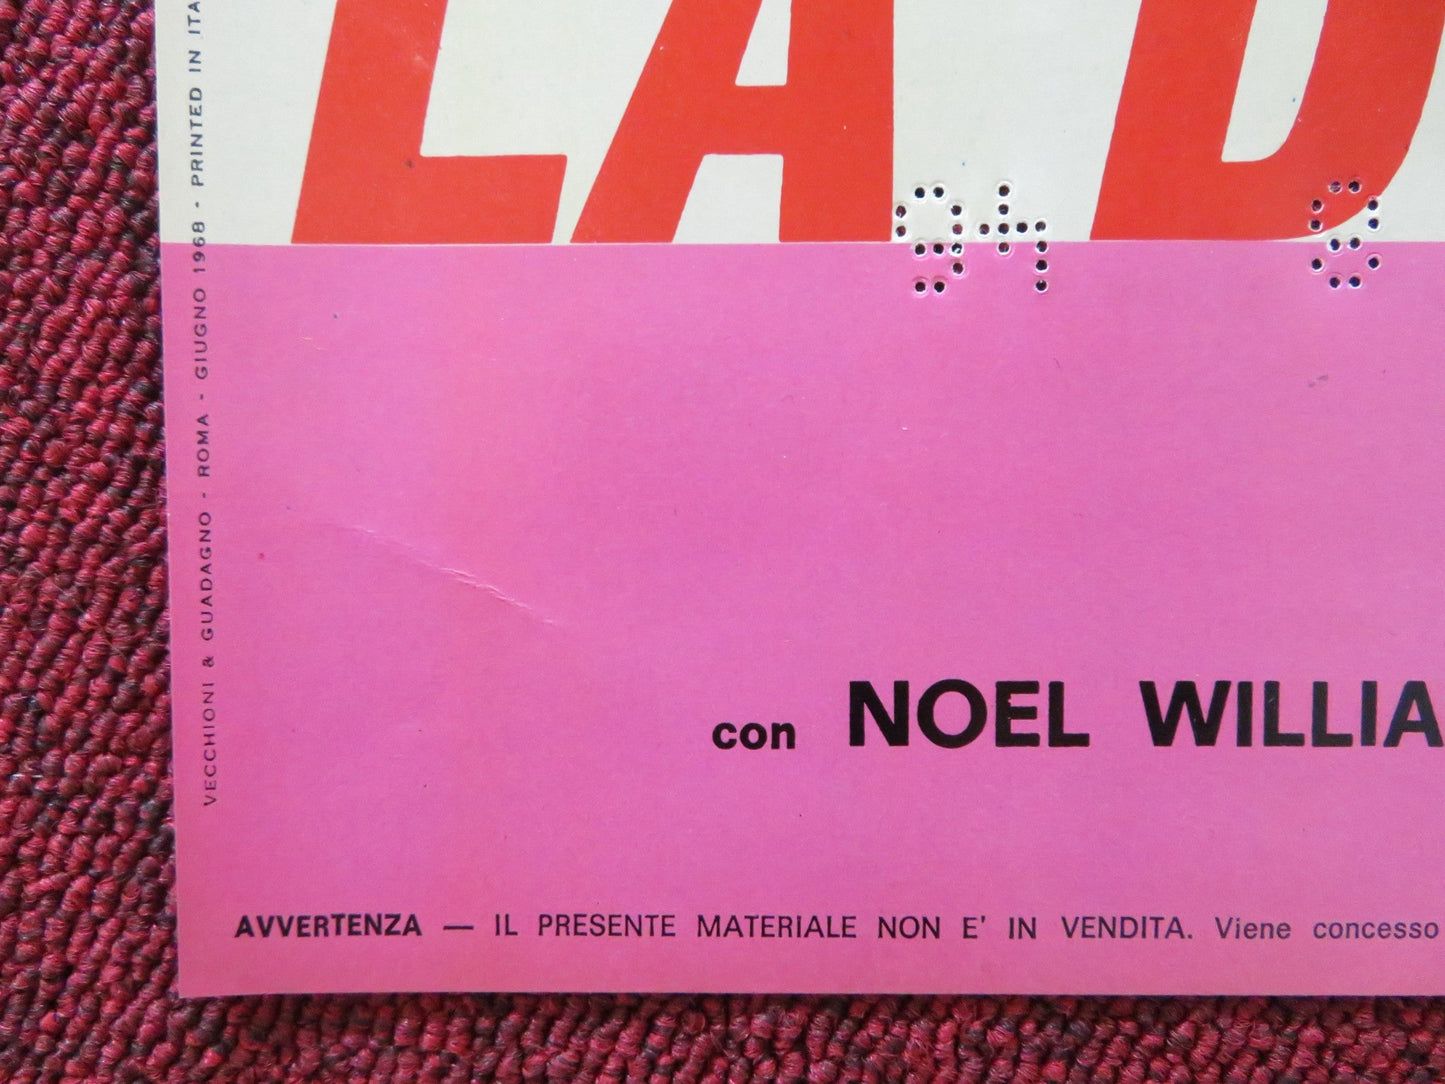 LA D
con NOEL WILLIA
AVVERTENZA — IL PRESENTE MATERIALE NON E' IN VENDITA. Viene concesso
VECCHIONI & GUADAGNO - ROMA - GIUGNO 1968 - PRINTED IN ITA